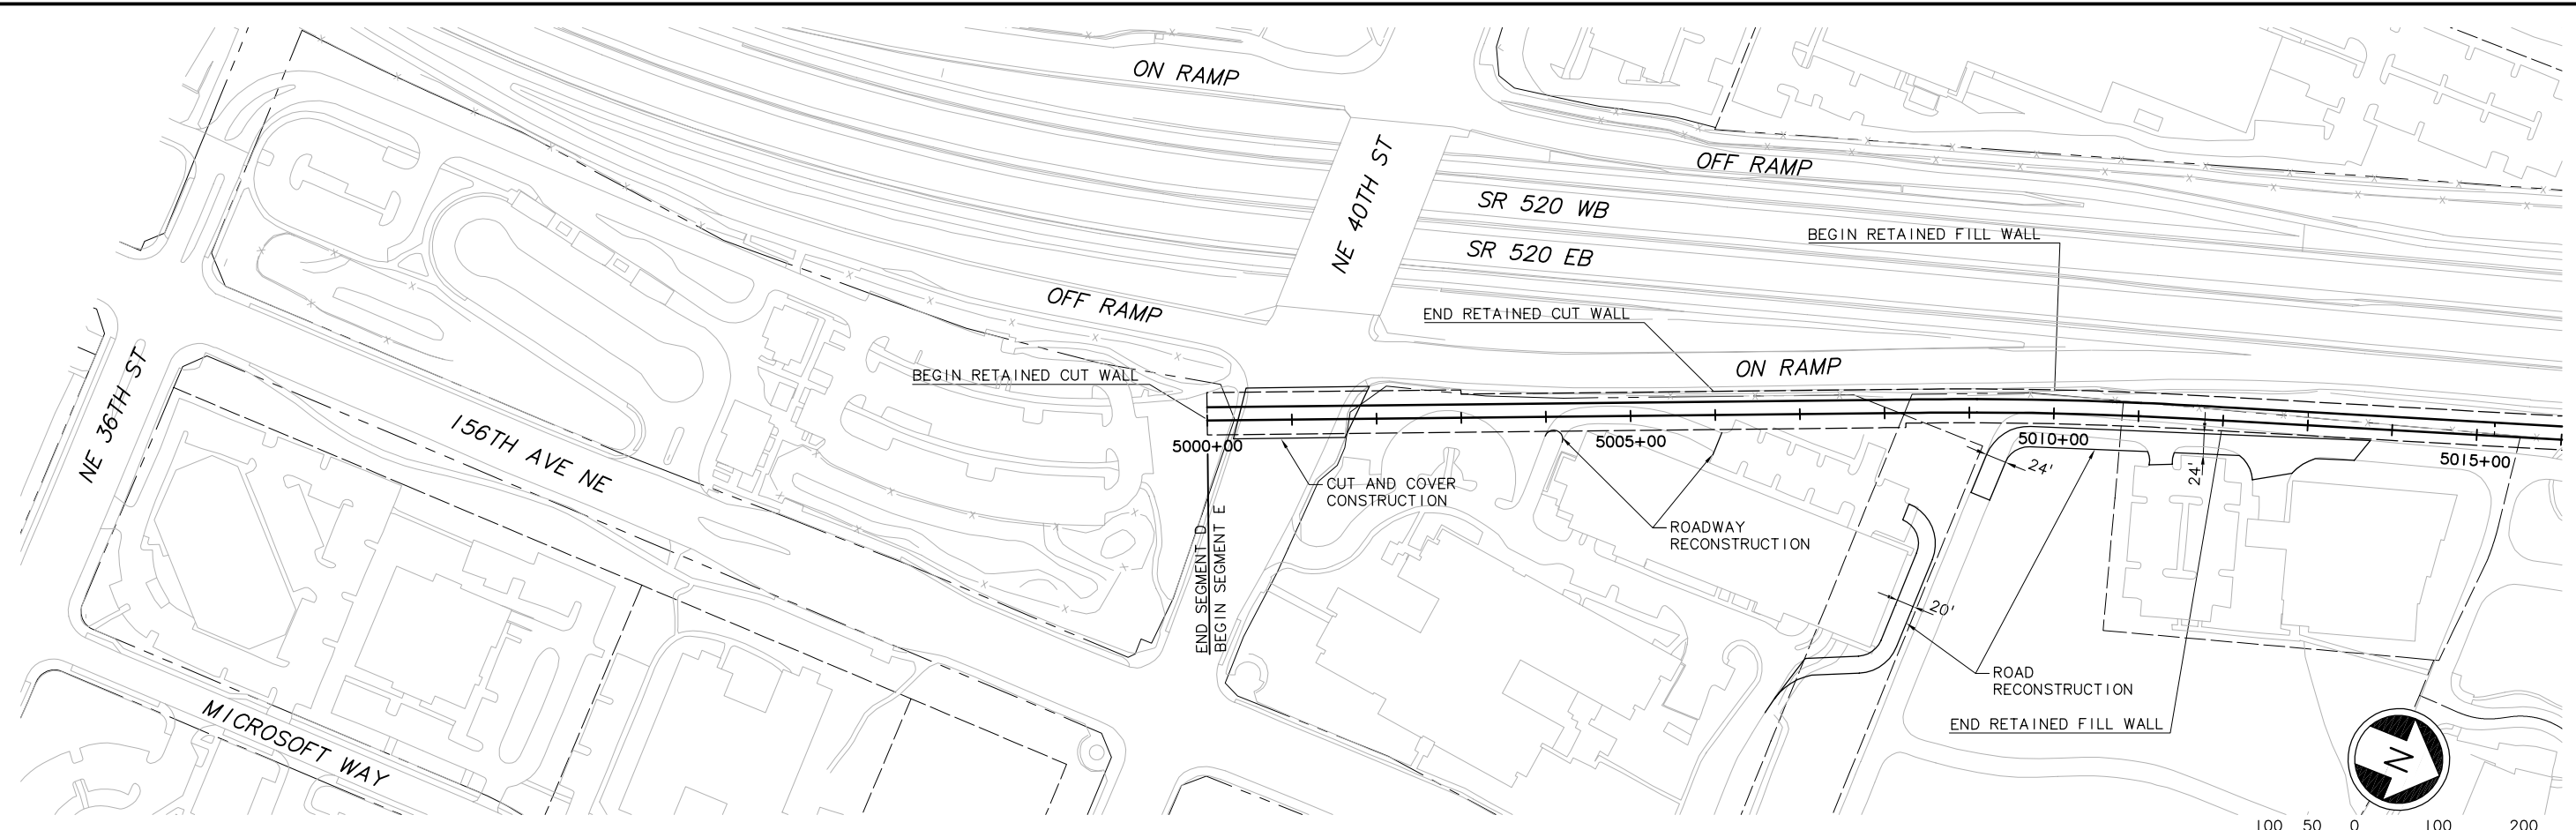 ON RAMP
OFF RAMP
NE 40TH ST
SR 520 WB
SR 520 EB
BEGIN RETAINED FILL WALL
OFF RAMP
END RETAINED CUT WALL
ON RAMP
BEGIN RETAINED CUT WALL
NE 36TH ST
156TH AVE NE
5000+00
5005+00
5010+00
5015+00
24'
24'
CUT AND COVER
CONSTRUCTION
END SEGMENT D
BEGIN SEGMENT E
ROADWAY
RECONSTRUCTION
20'
ROAD
RECONSTRUCTION
END RETAINED FILL WALL
MICROSOFT WAY
N
100 50 0 100 200